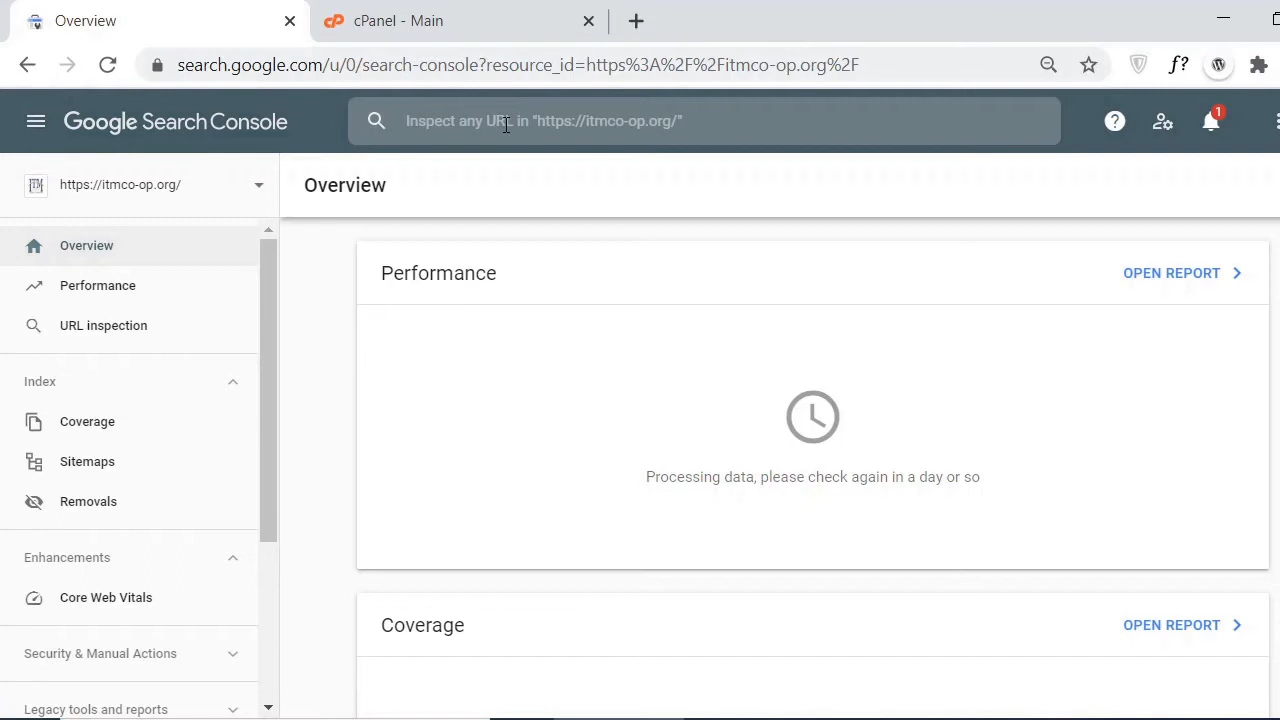 Overview
cPanel - Main
search.google.com/u/0/search-console?resource_id=https%3A%2F%2Fitmco-op.org%2F
f?
Google Search Console
Inspect any URL in "https://itmco-op.org/"
1
https://itmco-op.org/
Overview
Overview
Performance
URL inspection
Index
Coverage
Sitemaps
Removals
Enhancements
Core Web Vitals
Security & Manual Actions
Legacy tools and reports
Performance
OPEN REPORT
Processing data, please check again in a day or so
Coverage
OPEN REPORT